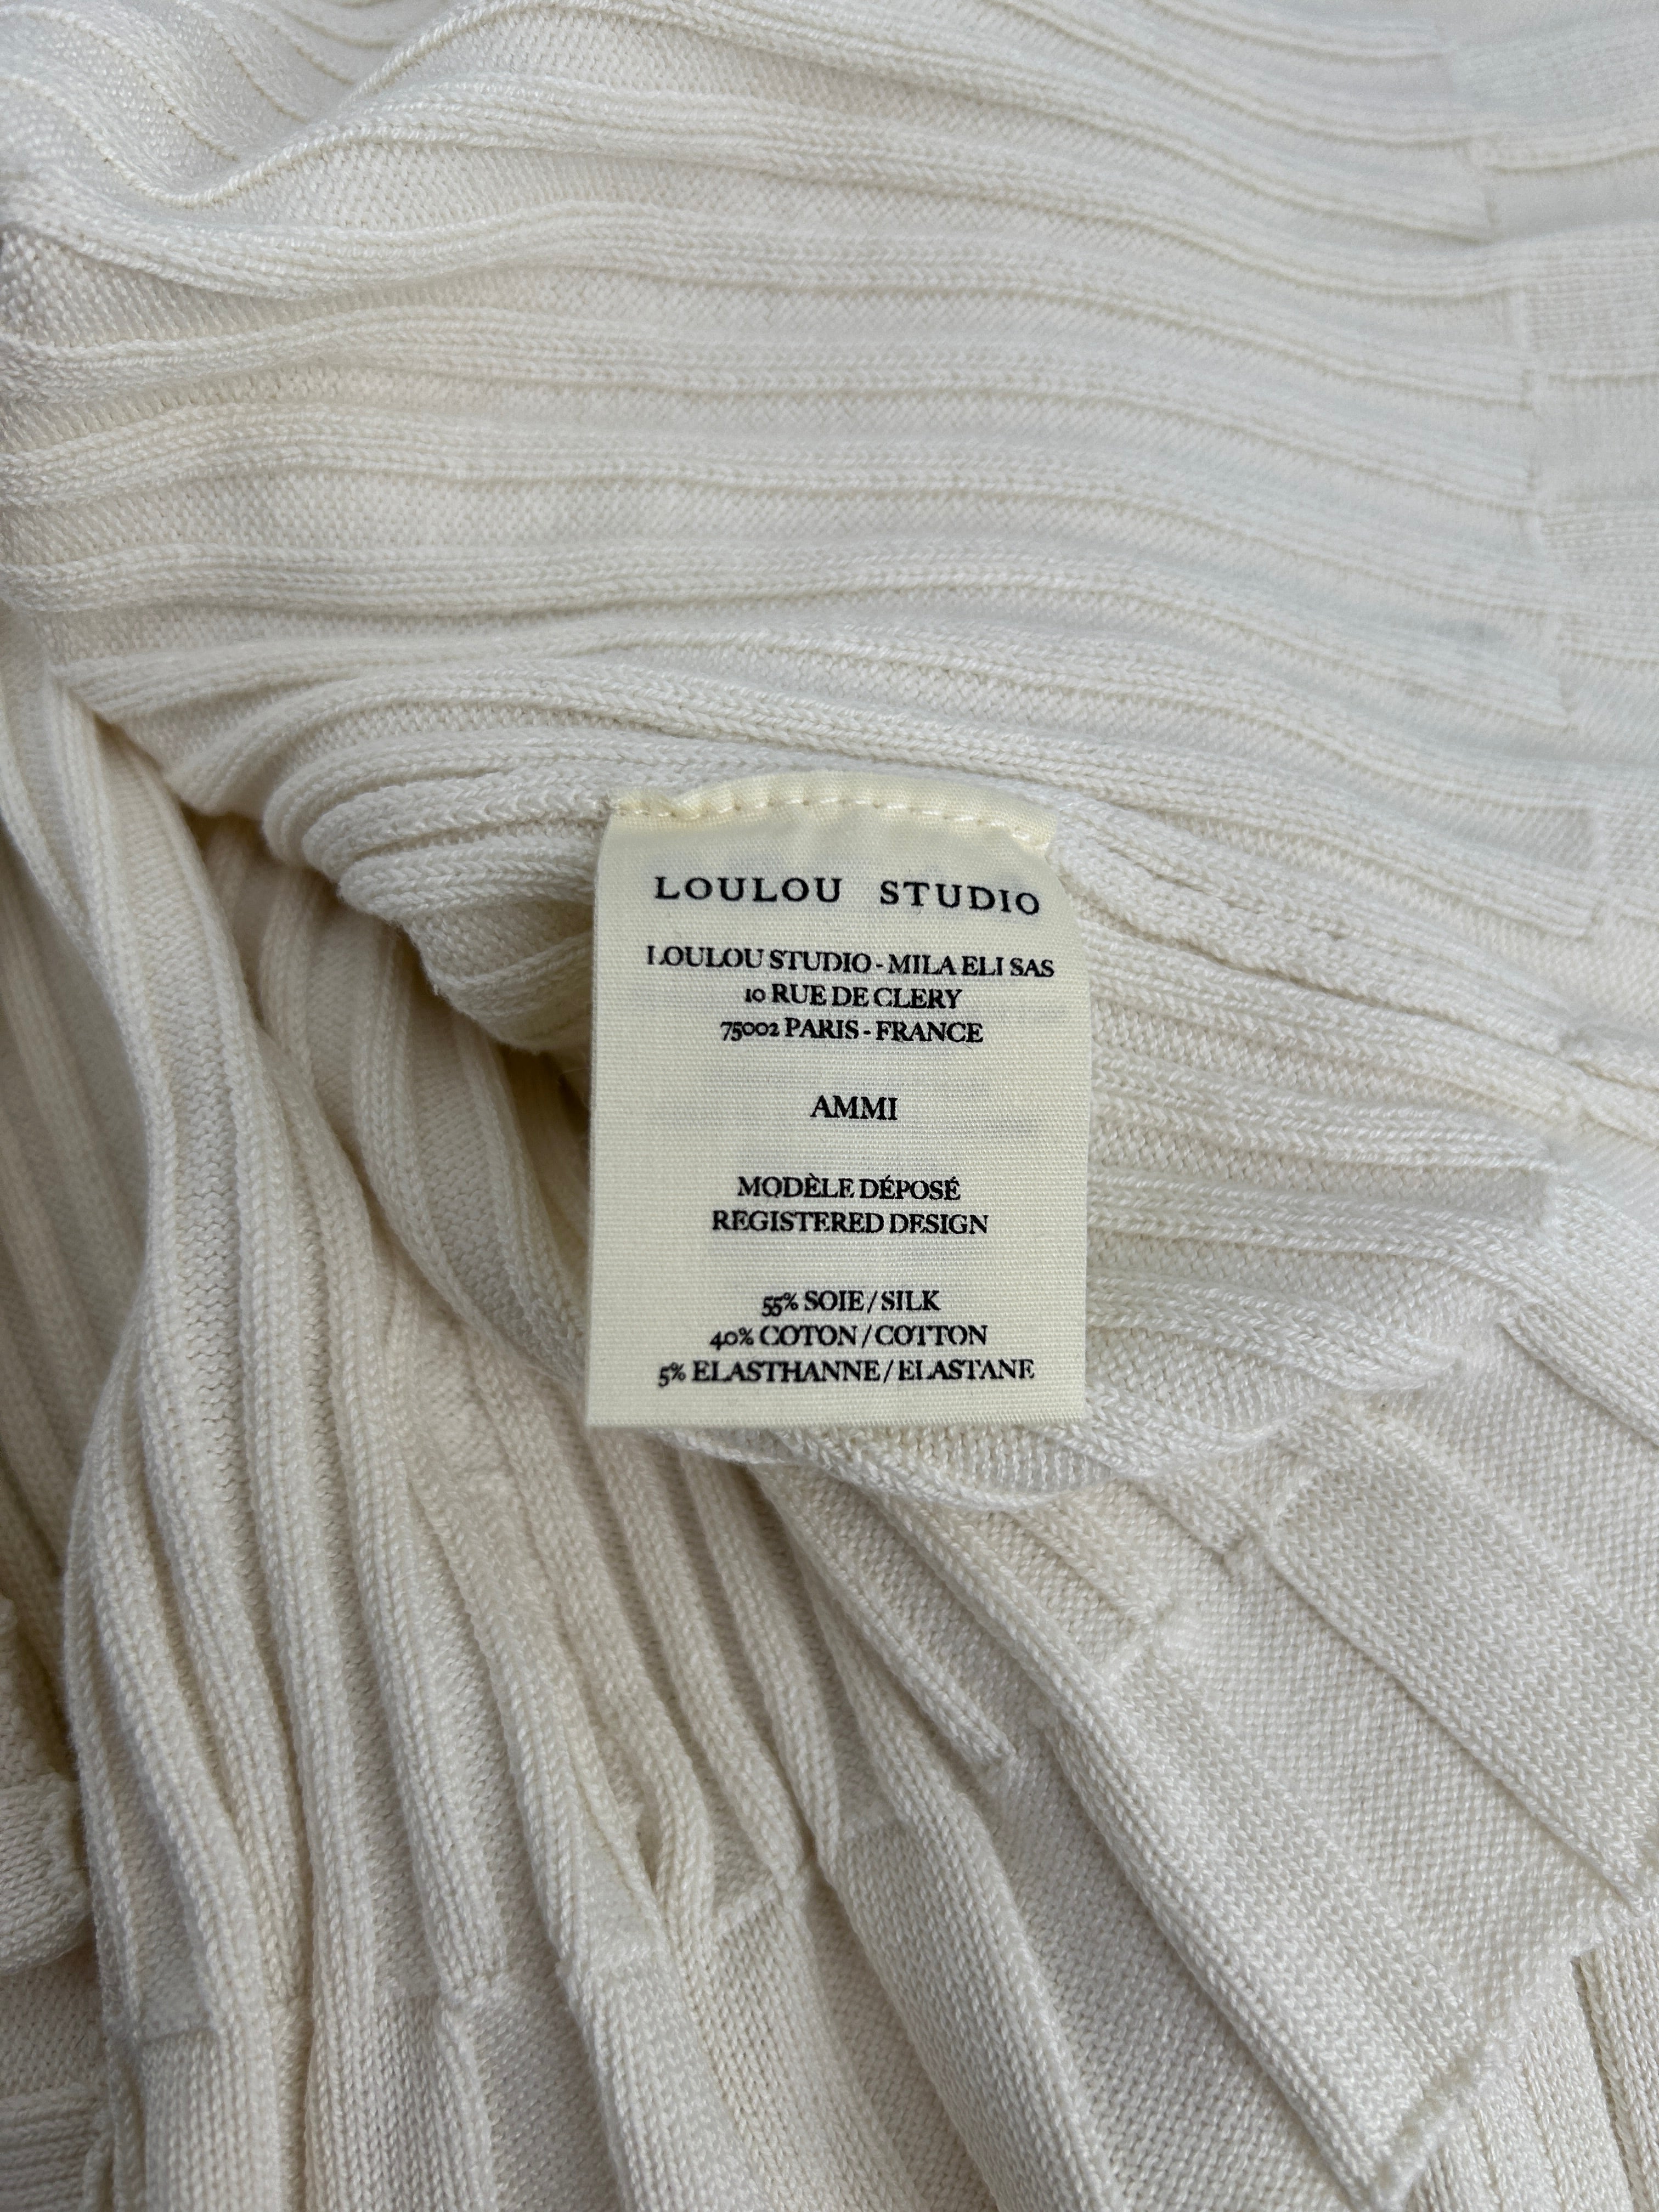 LOULOU STUDIO
LOULOU STUDIO - MILA ELI SAS
10 RUE DE CLERY
75002 PARIS - FRANCE
AMMI
MODÈLE DÉPOSÉ
REGISTERED DESIGN
55% SOIE / SILK
40% COTON / COTTON
5% ELASTHANNE / ELASTANE